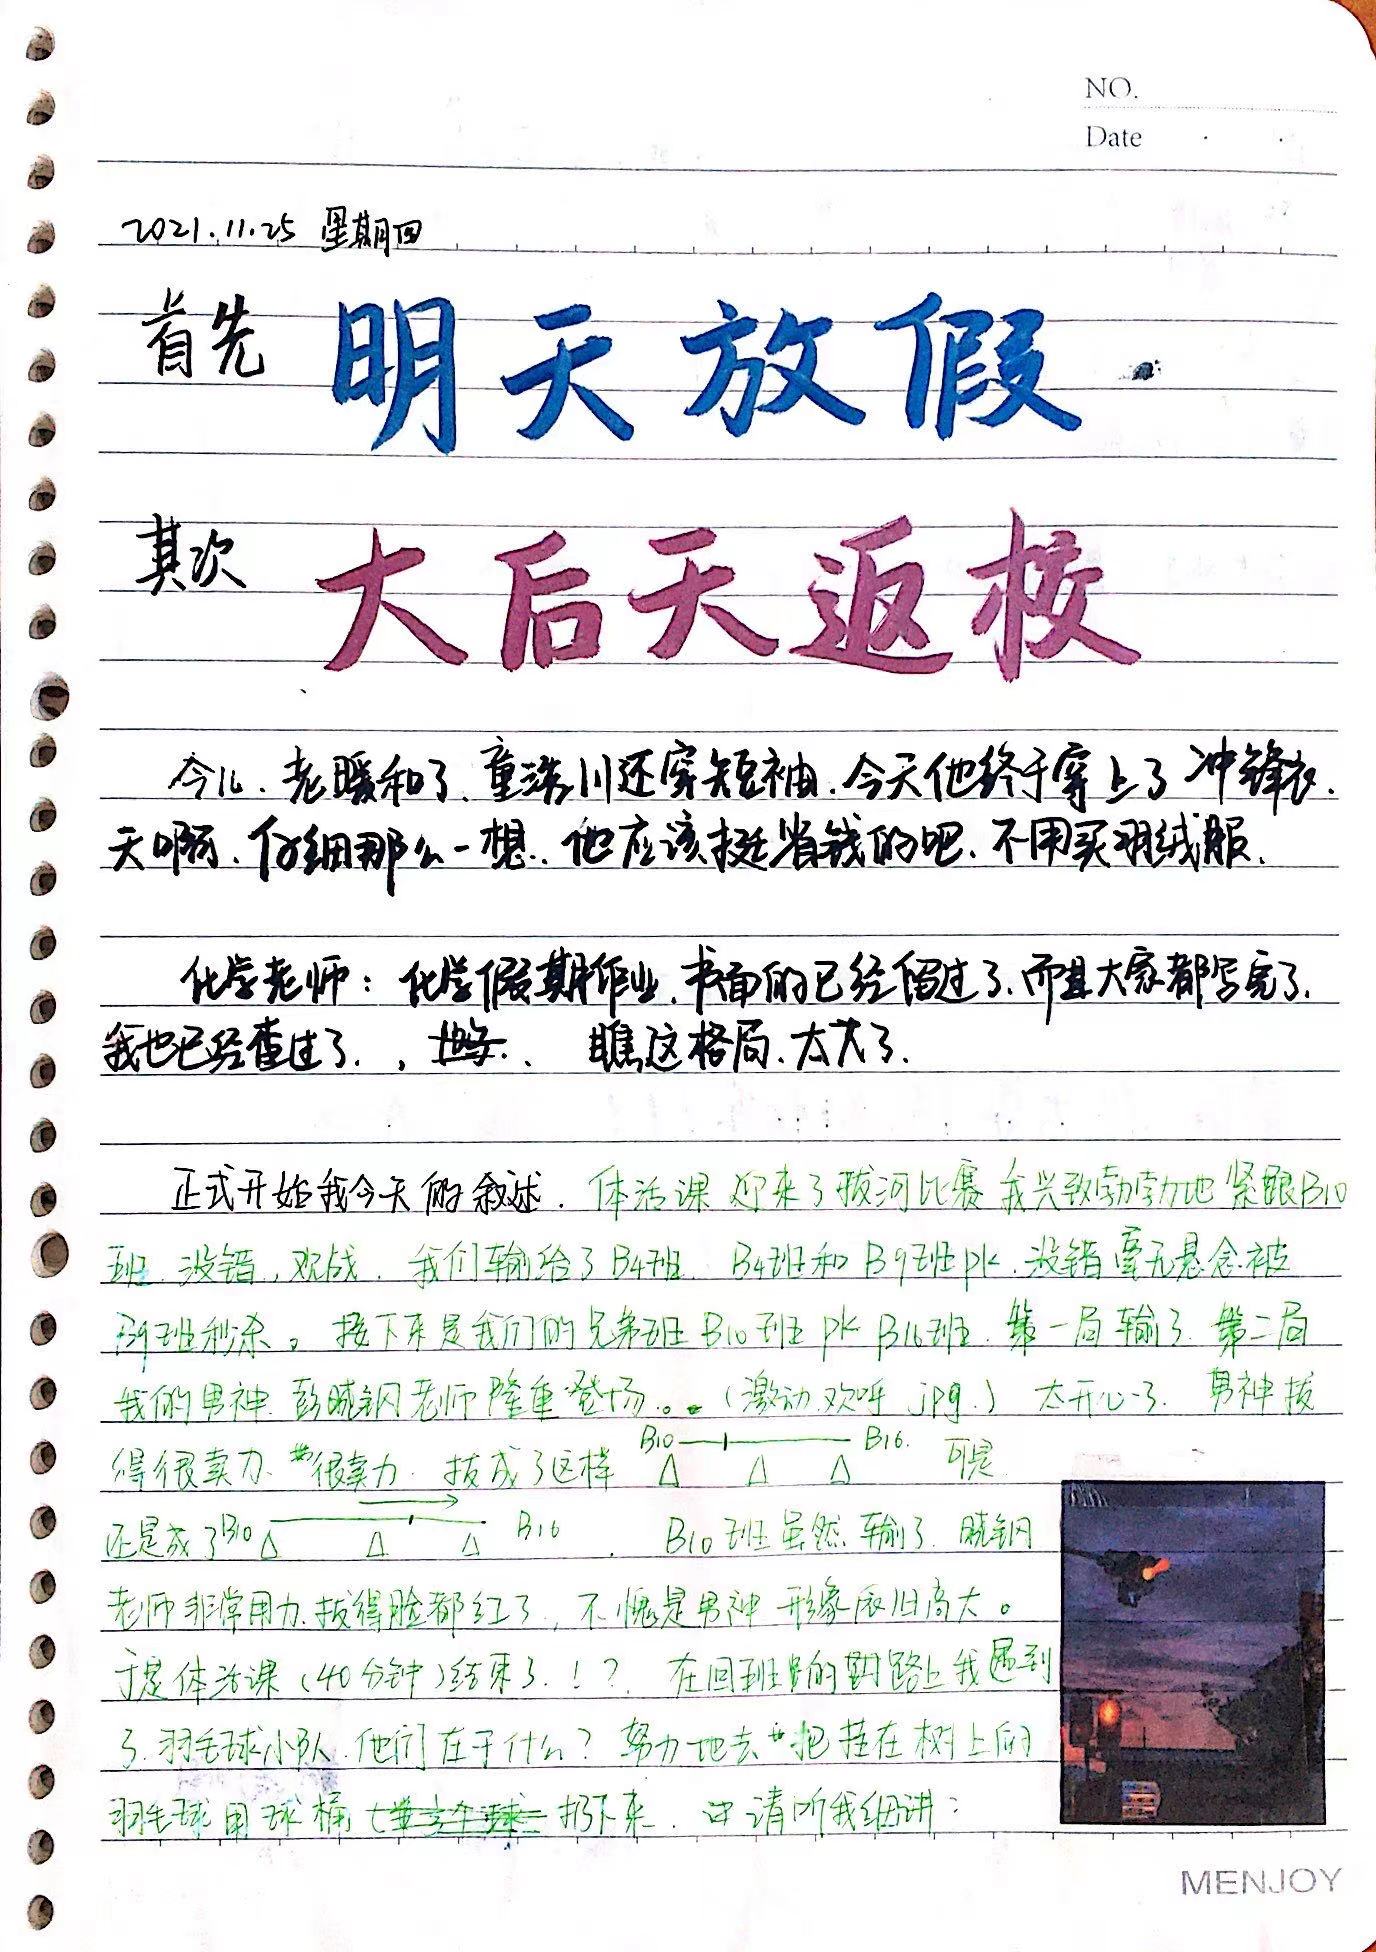 NO.
Date
2021.11.25 星期四
首先 明天放假
其次 大后天返校
今儿.老暖和了.童浩川还穿短袖.今天他终于穿上了冲锋衣.
天啊.仔细那么一想.他应该挺省钱的吧.不用买羽绒服.
化学老师:化学假期作业.书面的已经留过了.而且大家都写完了.
我也已经查过了., 瞧这格局.太大了.
正式开始我今天的叙述.体活课迎来了拔河比赛 我兴致勃勃地紧跟B10
班.没错,观战.我们输给了B4班.B4班和B9班pk.没错毫无悬念被
B9班秒杀。接下来是我们的兄弟班B10班pk B16班.第一局输了.第二局
我的男神.彭晓钢老师隆重登场。。(激动.欢呼.jpg.) 太开心了.男神拔
得很卖力.“很卖力.拔成了这样 B10 B16. 可是
还是成了B10 B16 . B10班虽然输了.晓钢
老师非常用力.拔得脸都红了,不愧是男神 形象依旧高大。
于是体活课(40分钟)结束了.!?.在回班的路上我遇到
了.羽毛球小队.他们在干什么?努力地去“把挂在树上的
羽毛球用球桶 扔下来. 请听我细讲:
MENJOY